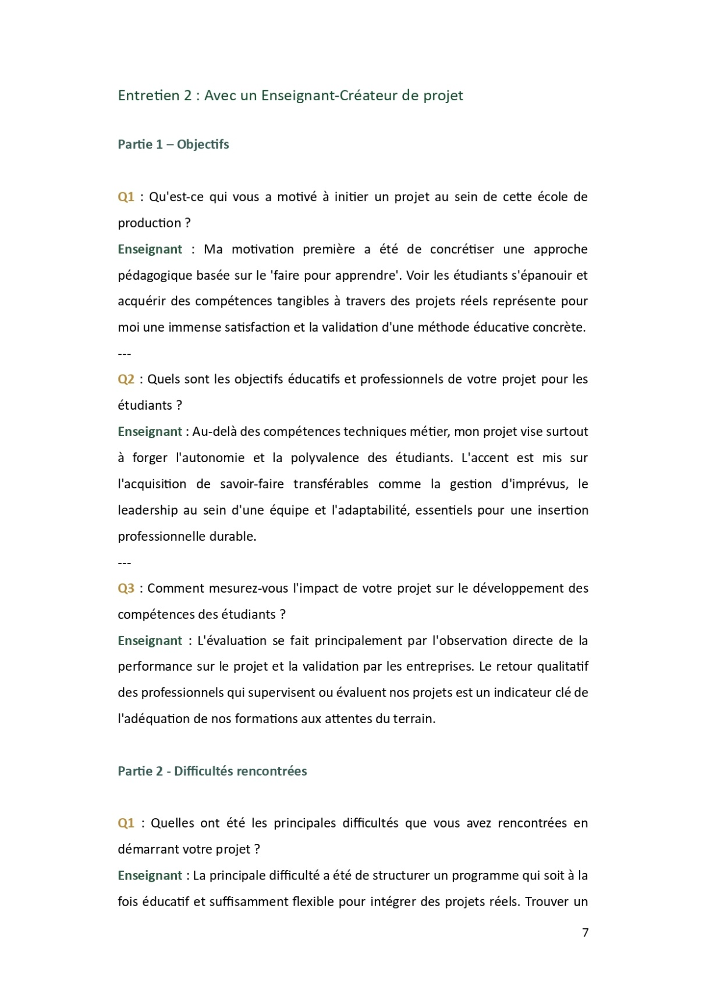 Entretien 2 : Avec un Enseignant-Créateur de projet
Partie 1 – Objectifs
Q1 : Qu'est-ce qui vous a motivé à initier un projet au sein de cette école de
production ?
Enseignant : Ma motivation première a été de concrétiser une approche
pédagogique basée sur le 'faire pour apprendre'. Voir les étudiants s'épanouir et
acquérir des compétences tangibles à travers des projets réels représente pour
moi une immense satisfaction et la validation d'une méthode éducative concrète.
---
Q2 : Quels sont les objectifs éducatifs et professionnels de votre projet pour les
étudiants ?
Enseignant : Au-delà des compétences techniques métier, mon projet vise surtout
à forger l'autonomie et la polyvalence des étudiants. L'accent est mis sur
l'acquisition de savoir-faire transférables comme la gestion d'imprévus, le
leadership au sein d'une équipe et l'adaptabilité, essentiels pour une insertion
professionnelle durable.
---
Q3 : Comment mesurez-vous l'impact de votre projet sur le développement des
compétences des étudiants ?
Enseignant : L'évaluation se fait principalement par l'observation directe de la
performance sur le projet et la validation par les entreprises. Le retour qualitatif
des professionnels qui supervisent ou évaluent nos projets est un indicateur clé de
l'adéquation de nos formations aux attentes du terrain.
Partie 2 - Difficultés rencontrées
Q1 : Quelles ont été les principales difficultés que vous avez rencontrées en
démarrant votre projet ?
Enseignant : La principale difficulté a été de structurer un programme qui soit à la
fois éducatif et suffisamment flexible pour intégrer des projets réels. Trouver un
7